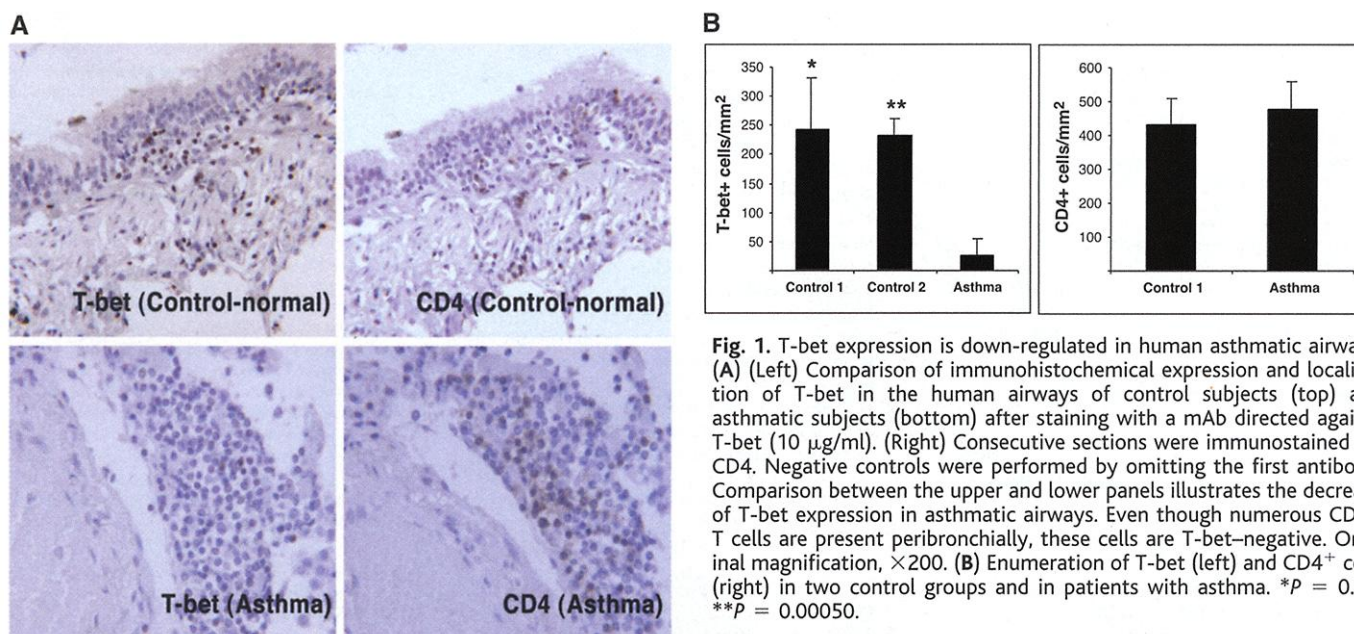 A
T-bet (Control-normal)
CD4 (Control-normal)
T-bet (Asthma)
CD4 (Asthma)
B
T-bet+ cells/mm²
350
300
250
200
150
100
50
*
**
Control 1 Control 2 Asthma
CD4+ cells/mm²
600
500
400
300
200
100
Control 1 Asthma
Fig. 1. T-bet expression is down-regulated in human asthmatic airwa
(A) (Left) Comparison of immunohistochemical expression and locali
tion of T-bet in the human airways of control subjects (top) a
asthmatic subjects (bottom) after staining with a mAb directed agai
T-bet (10 μg/ml). (Right) Consecutive sections were immunostained
CD4. Negative controls were performed by omitting the first antibo
Comparison between the upper and lower panels illustrates the decrea
of T-bet expression in asthmatic airways. Even though numerous CD
T cells are present peribronchially, these cells are T-bet–negative. Or
inal magnification, ×200. (B) Enumeration of T-bet (left) and CD4⁺ ce
(right) in two control groups and in patients with asthma. *P = 0.
**P = 0.00050.